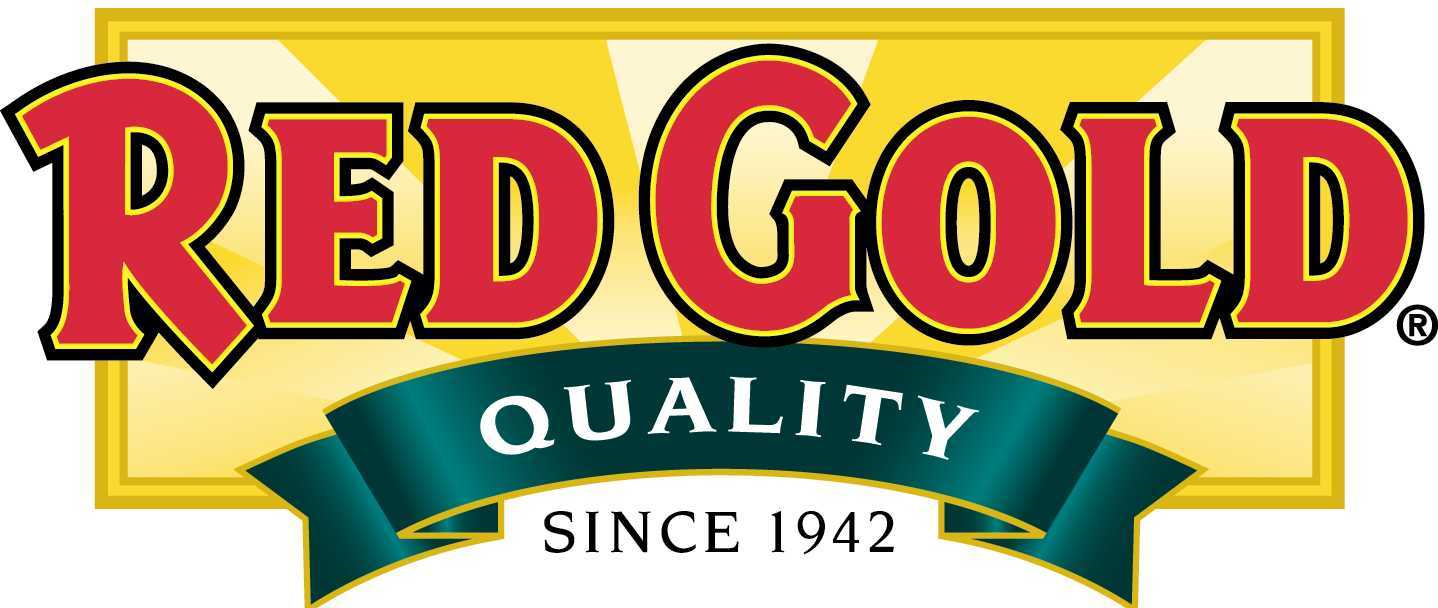 RED GOLD®
QUALITY
SINCE 1942